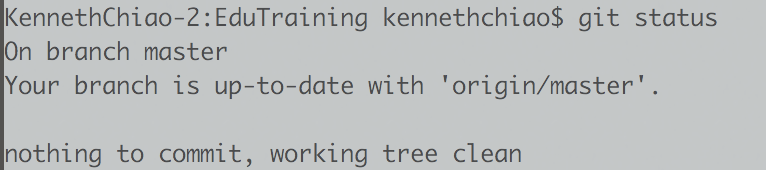 KennethChiao-2:EduTraining kennethchiao$ git status
On branch master
Your branch is up-to-date with 'origin/master'.
nothing to commit, working tree clean